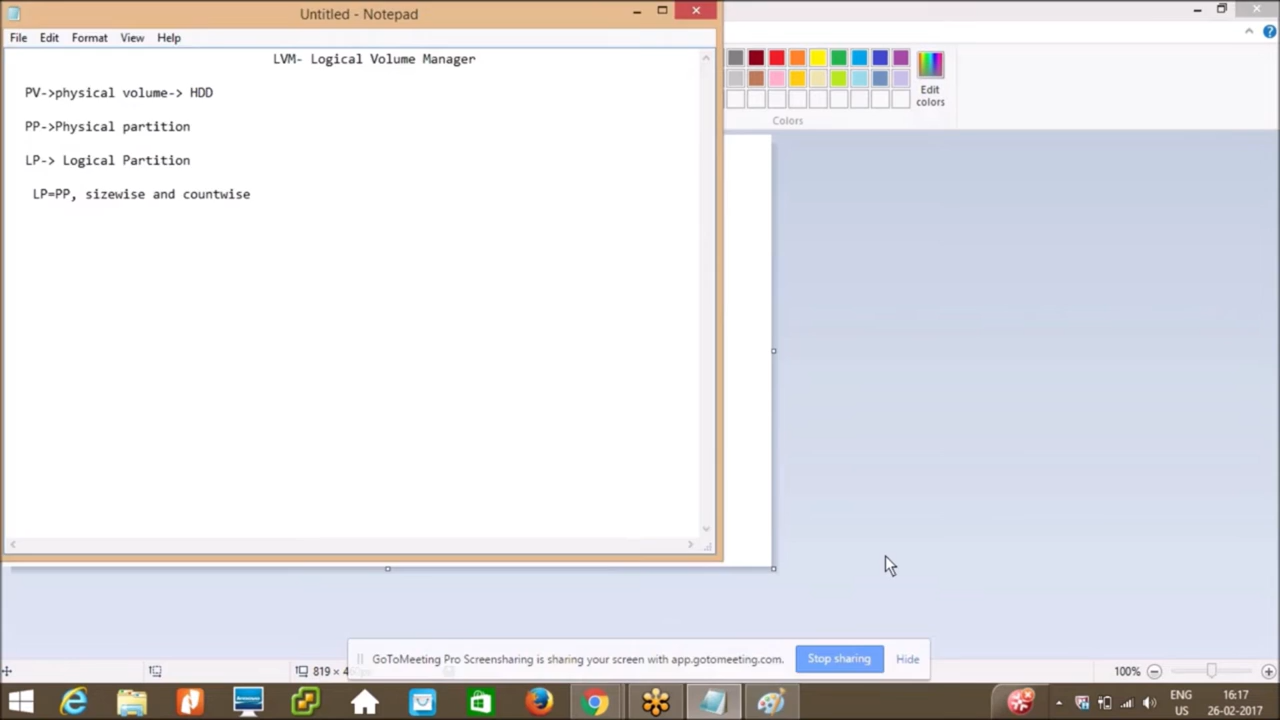 Untitled - Notepad
File Edit Format View Help
LVM- Logical Volume Manager
PV->physical volume-> HDD
PP->Physical partition
LP-> Logical Partition
LP=PP, sizewise and countwise
Edit
colors
Colors
GoToMeeting Pro Screensharing is sharing your screen with app.gotomeeting.com.
Stop sharing
Hide
819 ×
100%
ENG
US
16:17
26-02-2017